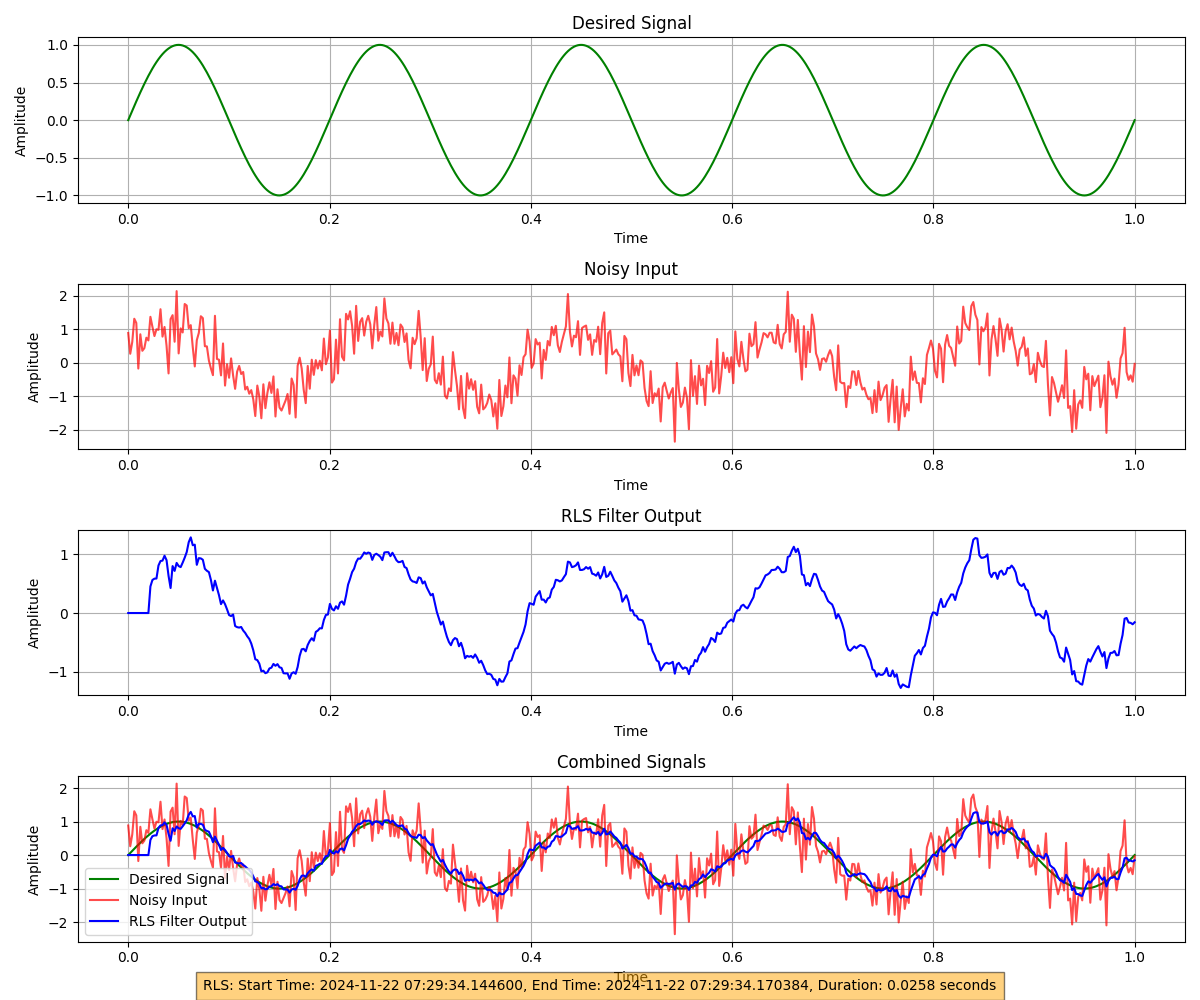 Desired Signal
1.0
0.5
0.0
−0.5
−1.0
Amplitude
0.0 0.2 0.4 0.6 0.8 1.0
Time
Noisy Input
2
1
0
−1
−2
Amplitude
0.0 0.2 0.4 0.6 0.8 1.0
Time
RLS Filter Output
1
0
−1
Amplitude
0.0 0.2 0.4 0.6 0.8 1.0
Time
Combined Signals
2
1
0
−1
−2
Amplitude
Desired Signal
Noisy Input
RLS Filter Output
0.0 0.2 0.4 0.6 0.8 1.0
Time
RLS: Start Time: 2024-11-22 07:29:34.144600, End Time: 2024-11-22 07:29:34.170384, Duration: 0.0258 seconds